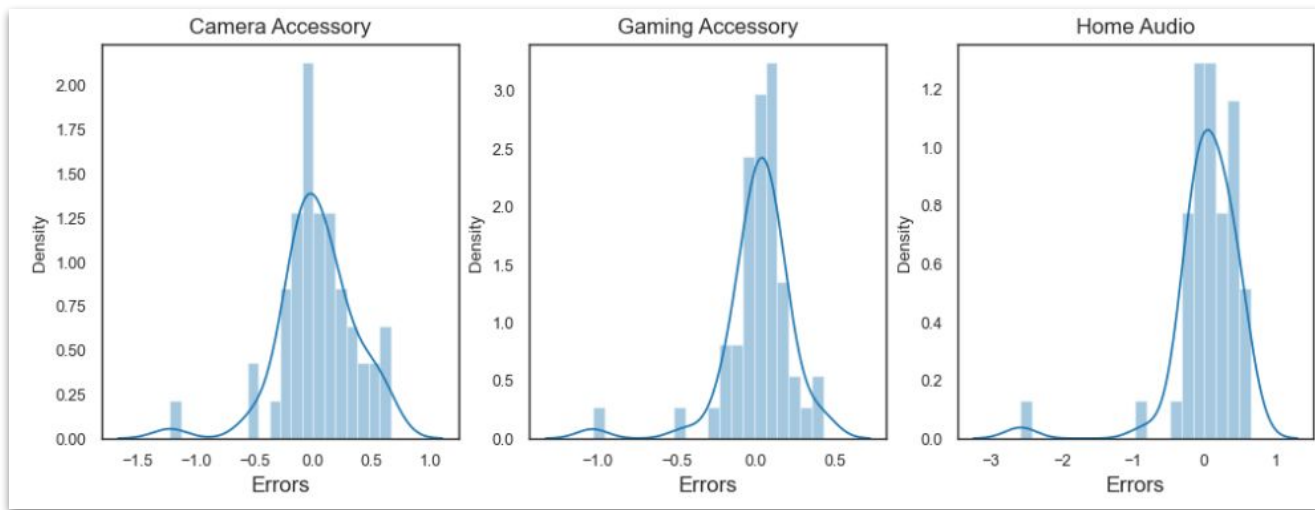 Camera Accessory
2.00
1.75
1.50
1.25
1.00
0.75
0.50
0.25
0.00
Density
−1.5 −1.0 −0.5 0.0 0.5 1.0
Errors
Gaming Accessory
3.0
2.5
2.0
1.5
1.0
0.5
0.0
Density
−1.0 −0.5 0.0 0.5
Errors
Home Audio
1.2
1.0
0.8
0.6
0.4
0.2
0.0
Density
−3 −2 −1 0 1
Errors